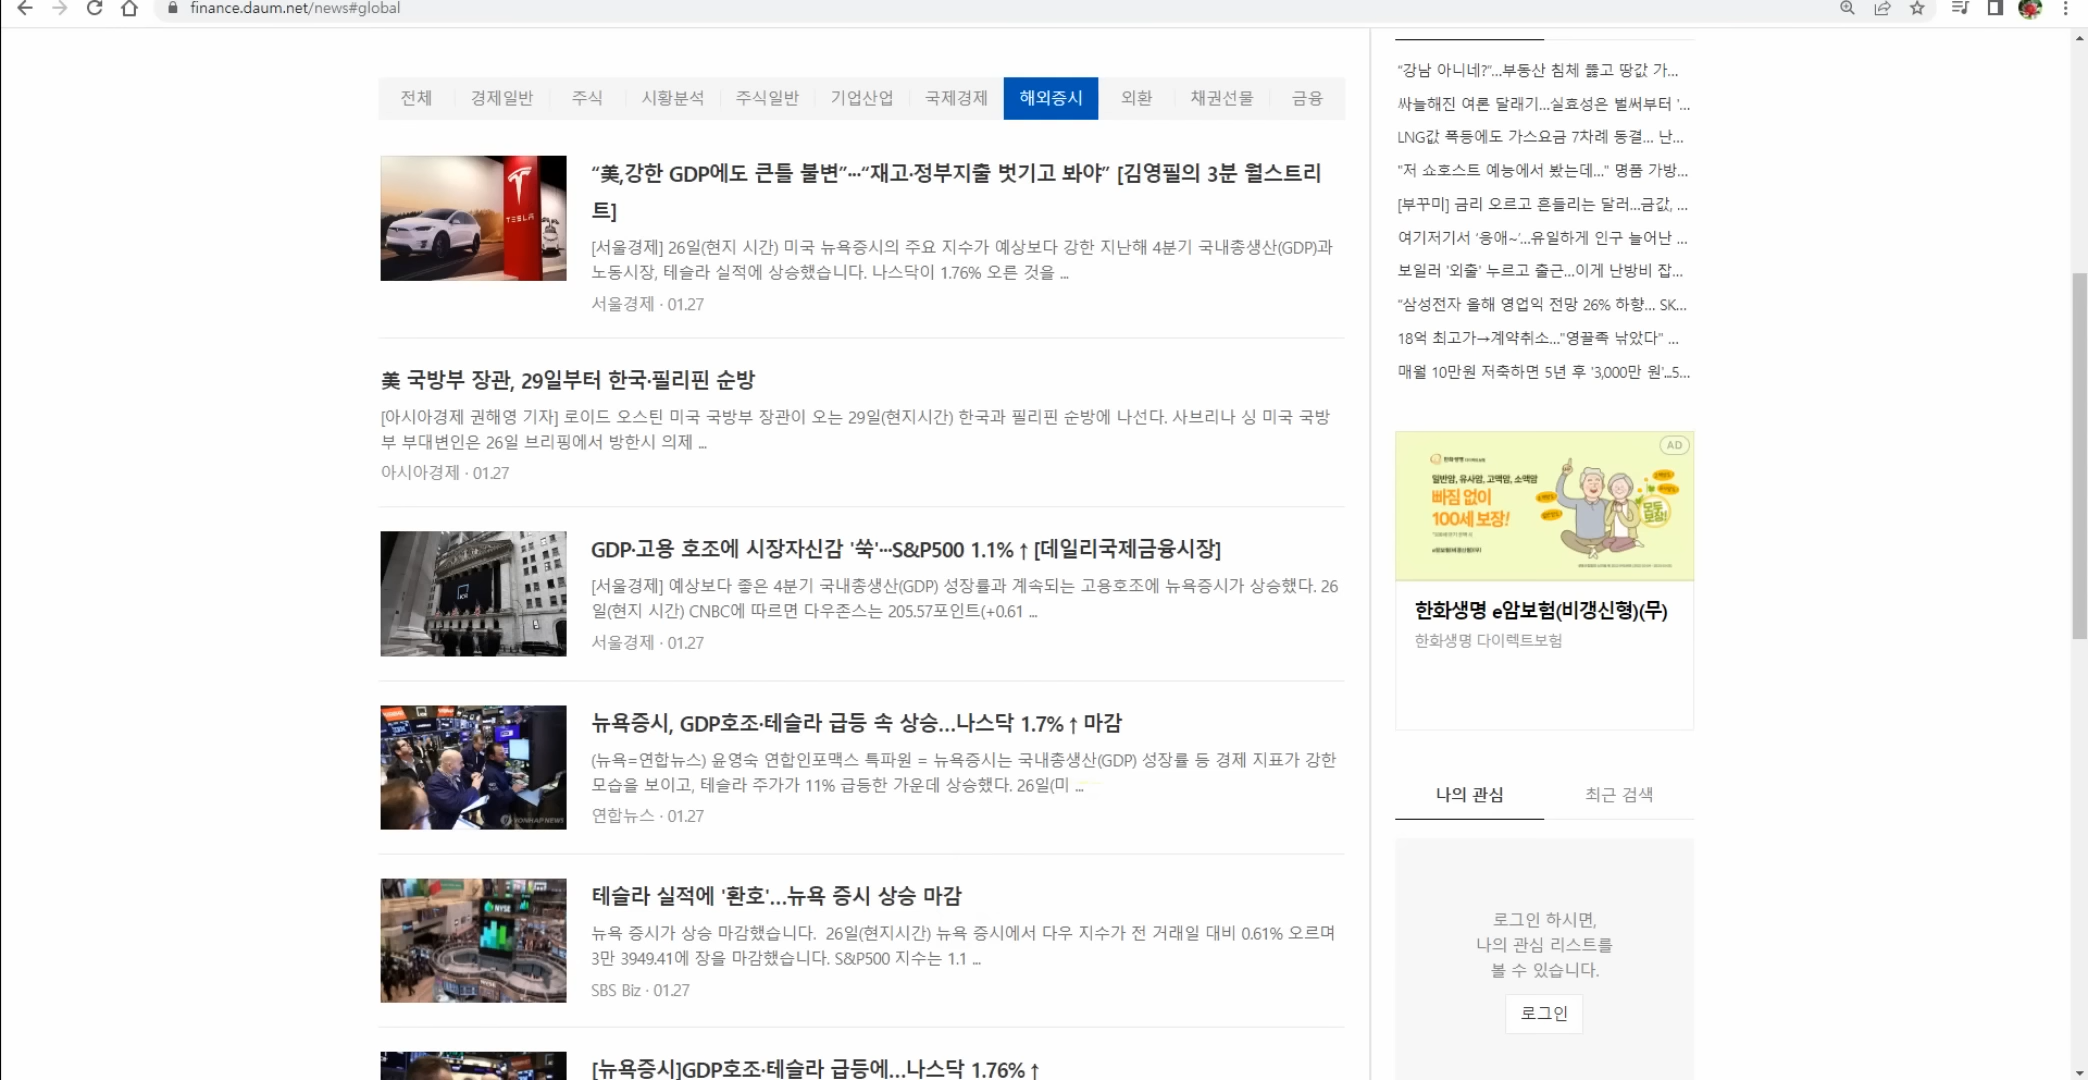 finance.daum.net/news#global
전체
경제일반
주식
시황분석
주식일반
기업산업
국제경제
해외증시
외환
채권선물
금융
TESLA
“美,강한 GDP에도 큰틀 불변”…“재고·정부지출 벗기고 봐야” [김영필의 3분 월스트리
트]
[서울경제] 26일(현지 시간) 미국 뉴욕증시의 주요 지수가 예상보다 강한 지난해 4분기 국내총생산(GDP)과
노동시장, 테슬라 실적에 상승했습니다. 나스닥이 1.76% 오른 것을 ...
서울경제 · 01.27
美 국방부 장관, 29일부터 한국·필리핀 순방
[아시아경제 권해영 기자] 로이드 오스틴 미국 국방부 장관이 오는 29일(현지시간) 한국과 필리핀 순방에 나선다. 사브리나 싱 미국 국방
부 부대변인은 26일 브리핑에서 방한시 의제 ...
아시아경제 · 01.27
GDP·고용 호조에 시장자신감 '쑥'…S&P500 1.1%↑[데일리국제금융시장]
[서울경제] 예상보다 좋은 4분기 국내총생산(GDP) 성장률과 계속되는 고용호조에 뉴욕증시가 상승했다. 26
일(현지 시간) CNBC에 따르면 다우존스는 205.57포인트(+0.61 ...
서울경제 · 01.27
뉴욕증시, GDP호조·테슬라 급등 속 상승…나스닥 1.7%↑마감
(뉴욕=연합뉴스) 윤영숙 연합인포맥스 특파원 = 뉴욕증시는 국내총생산(GDP) 성장률 등 경제 지표가 강한
모습을 보이고, 테슬라 주가가 11% 급등한 가운데 상승했다. 26일(미 ...
연합뉴스 · 01.27
YONHAP NEWS
테슬라 실적에 '환호'…뉴욕 증시 상승 마감
NYSE
뉴욕 증시가 상승 마감했습니다. 26일(현지시간) 뉴욕 증시에서 다우 지수가 전 거래일 대비 0.61% 오르며
3만 3949.41에 장을 마감했습니다. S&P500 지수는 1.1 ...
SBS Biz · 01.27
[뉴욕증시]GDP호조·테슬라 급등에…나스닥 1.76%↑
“강남 아니네?”…부동산 침체 뚫고 땅값 가...
싸늘해진 여론 달래기…실효성은 벌써부터 '...
LNG값 폭등에도 가스요금 7차례 동결… 난...
"저 쇼호스트 예능에서 봤는데…" 명품 가방...
[부꾸미] 금리 오르고 흔들리는 달러…금값, ...
여기저기서 ‘응애~’…유일하게 인구 늘어난 ...
보일러 '외출' 누르고 출근…이게 난방비 잡...
“삼성전자 올해 영업익 전망 26% 하향… SK...
18억 최고가→계약취소…"영끌족 낚았다" ...
매월 10만원 저축하면 5년 후 '3,000만 원'…5...
AD
한화생명
일반암, 유사암, 고액암, 소액암
빠짐 없이
100세 보장!
모두
보장!
e암보험(비갱신형)(무)
한화생명 e암보험(비갱신형)(무)
한화생명 다이렉트보험
나의 관심
최근 검색
로그인 하시면,
나의 관심 리스트를
볼 수 있습니다.
로그인